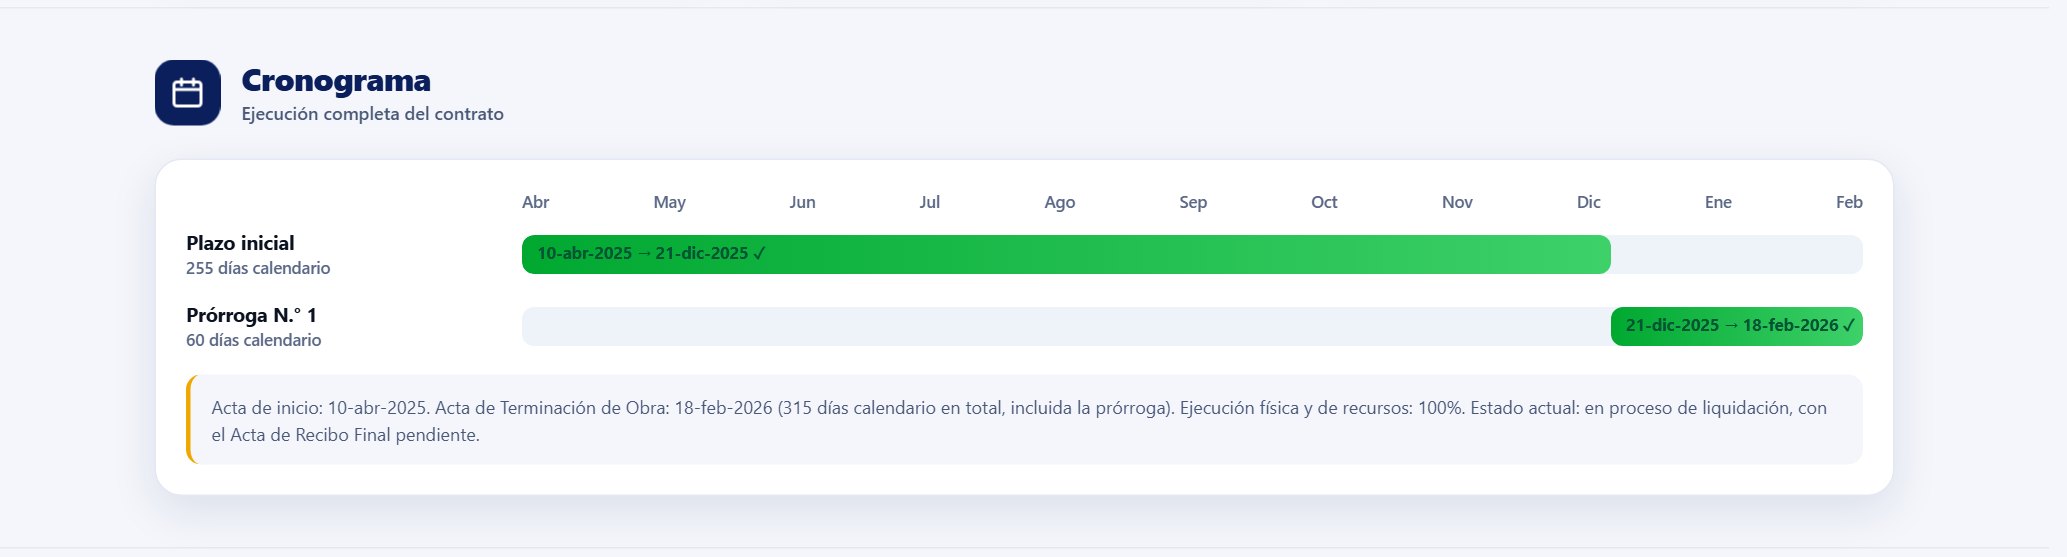 Cronograma
Ejecución completa del contrato
Abr May Jun Jul Ago Sep Oct Nov Dic Ene Feb
Plazo inicial
255 días calendario
10-abr-2025 → 21-dic-2025 ✓
Prórroga N.° 1
60 días calendario
21-dic-2025 → 18-feb-2026 ✓
Acta de inicio: 10-abr-2025. Acta de Terminación de Obra: 18-feb-2026 (315 días calendario en total, incluida la prórroga). Ejecución física y de recursos: 100%. Estado actual: en proceso de liquidación, con
el Acta de Recibo Final pendiente.